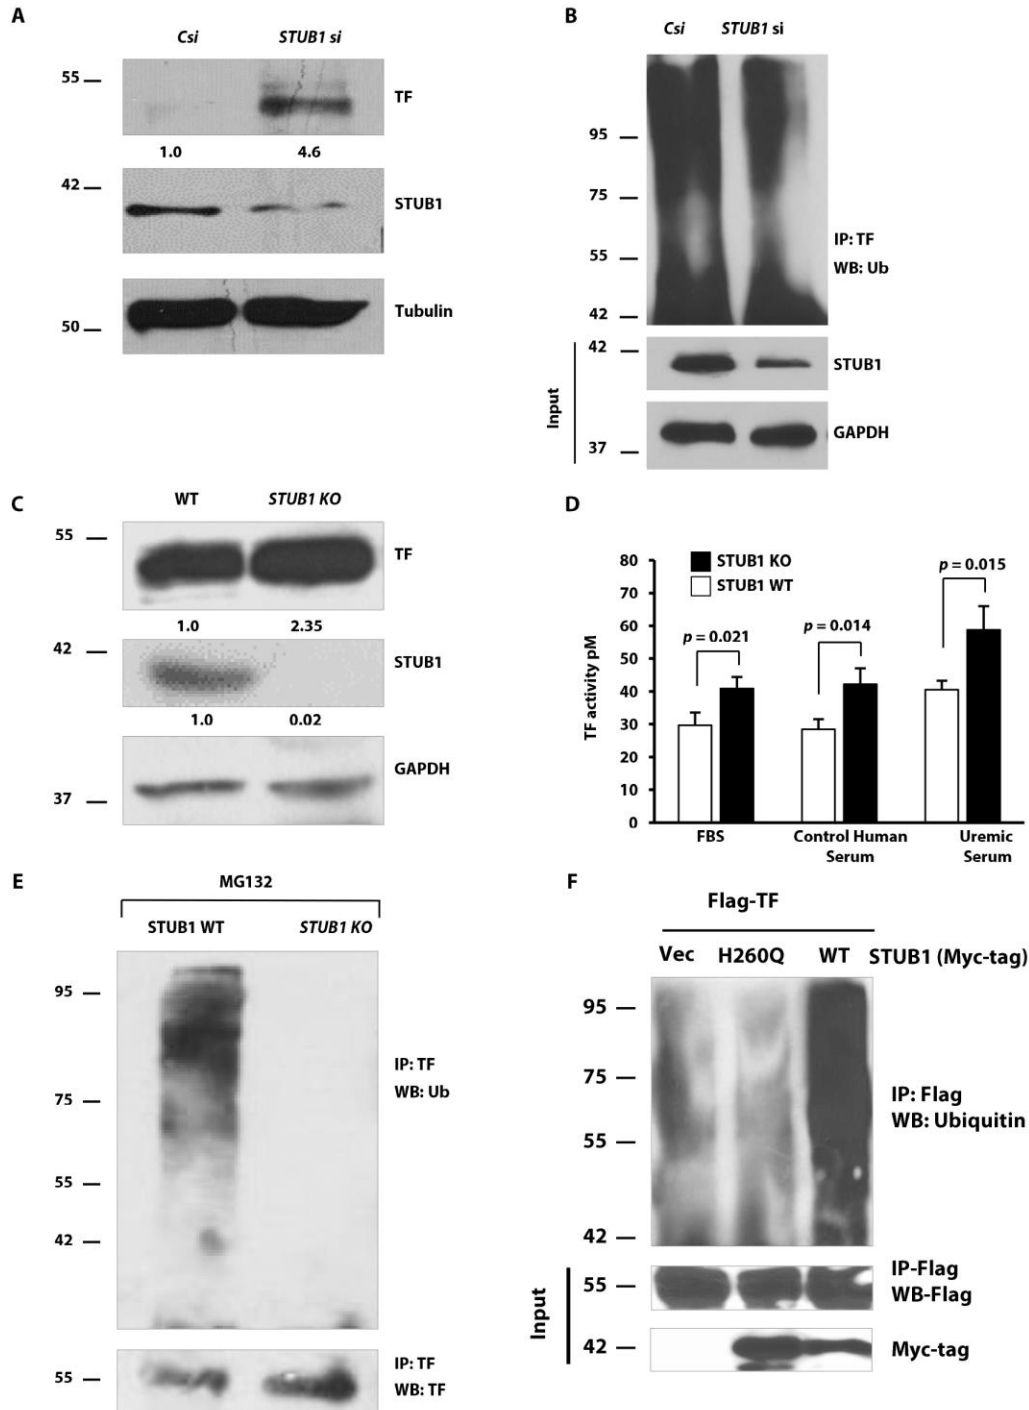 A
Csi STUB1 si
55
TF
1.0 4.6
42
STUB1
Tubulin
50
B
Csi STUB1 si
95
75
55
42
IP: TF
WB: Ub
Input
42
STUB1
GAPDH
37
C
WT STUB1 KO
55
TF
1.0 2.35
42
STUB1
1.0 0.02
GAPDH
37
D
TF activity pM
80
70
60
50
40
30
20
10
0
STUB1 KO
STUB1 WT
p = 0.021
p = 0.014
p = 0.015
FBS
Control Human
Serum
Uremic
Serum
E
MG132
STUB1 WT STUB1 KO
95
75
55
42
IP: TF
WB: Ub
55
IP: TF
WB: TF
F
Flag-TF
Vec H260Q WT STUB1 (Myc-tag)
95
75
55
42
IP: Flag
WB: Ubiquitin
Input
55
IP-Flag
WB-Flag
42
Myc-tag